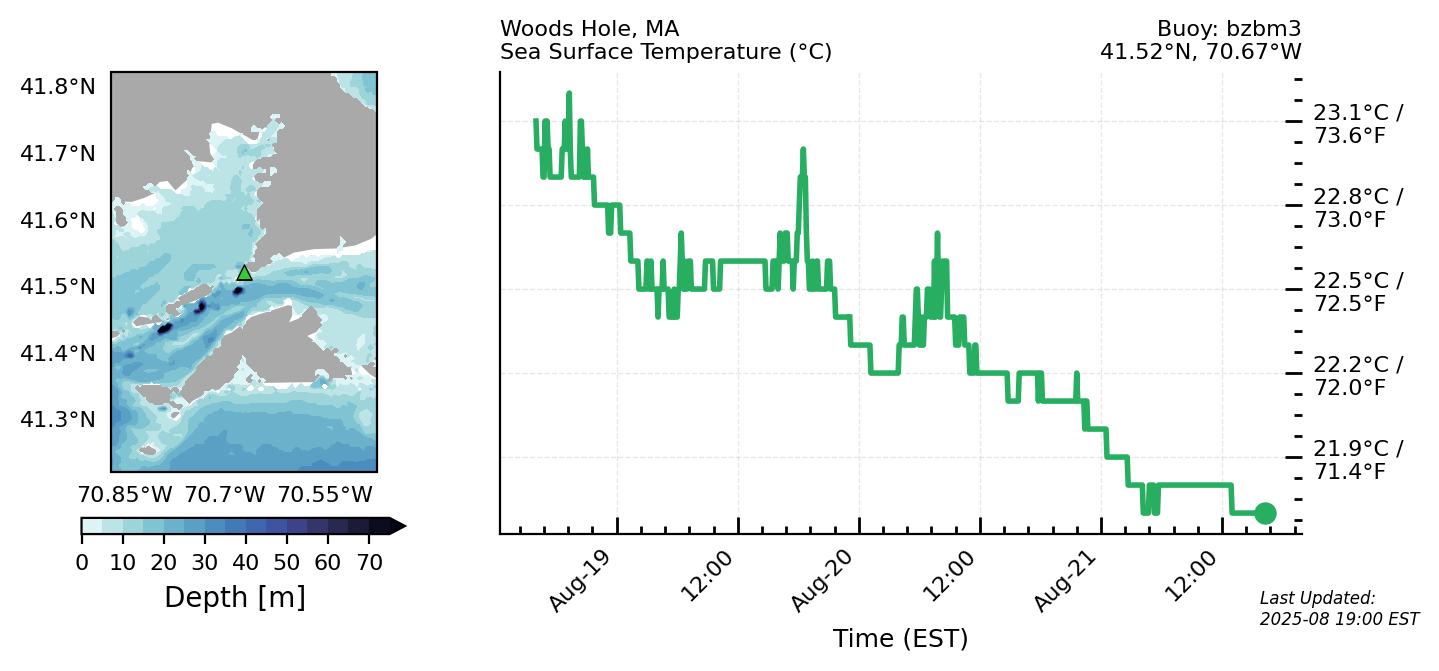 Woods Hole, MA
Sea Surface Temperature (°C)
Buoy: bzbm3
41.52°N, 70.67°W
41.8°N
41.7°N
41.6°N
41.5°N
41.4°N
41.3°N
70.85°W 70.7°W 70.55°W
0 10 20 30 40 50 60 70
Depth [m]
23.1°C /
73.6°F
22.8°C /
73.0°F
22.5°C /
72.5°F
22.2°C /
72.0°F
21.9°C /
71.4°F
Aug-19
12:00
Aug-20
12:00
Aug-21
12:00
Time (EST)
Last Updated:
2025-08 19:00 EST